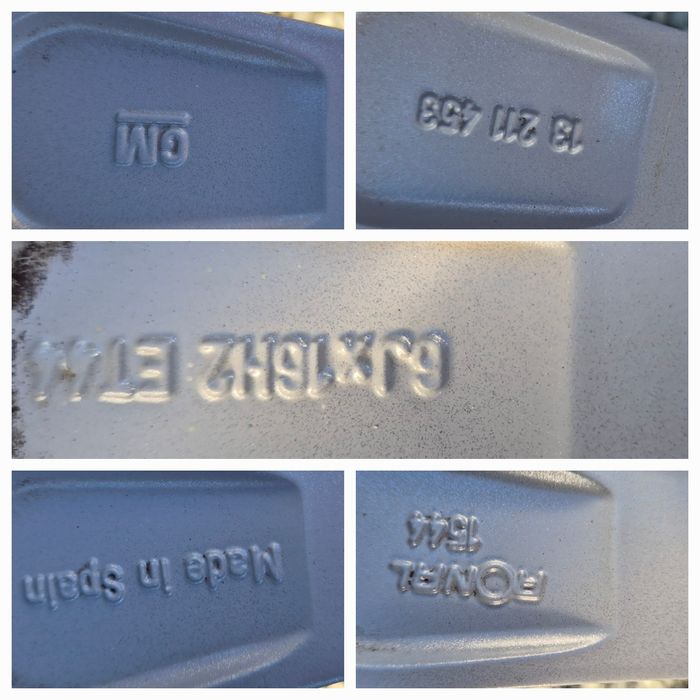 GM
13 211 453
6Jx16H2 ET44
Made in Spain
RONAL
1544